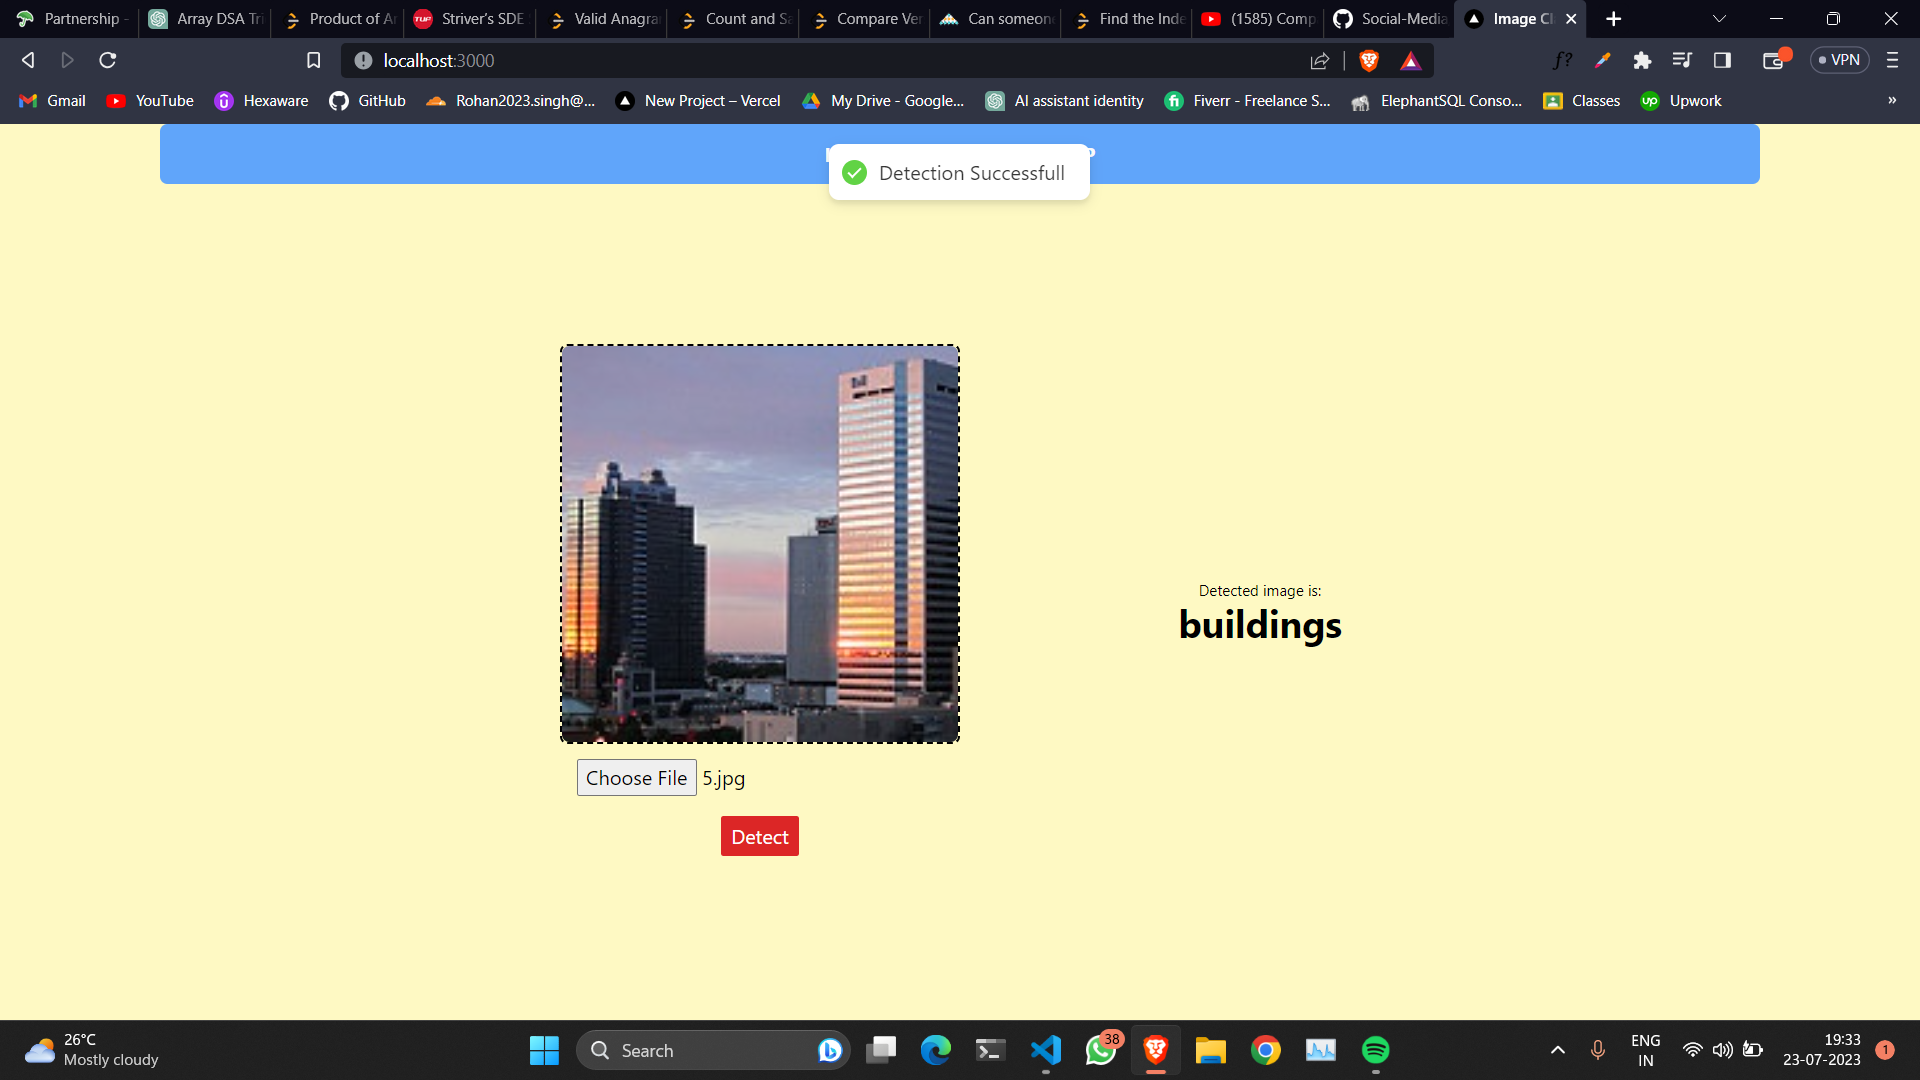 Partnership -
Array DSA Tri
Product of Ar
TUF
Striver's SDE
Valid Anagran
Count and Sa
Compare Ver
Can someone
Find the Inde
(1585) Comp
Social-Media
Image Cl
localhost:3000
f?
VPN
Gmail
YouTube
Hexaware
GitHub
Rohan2023.singh@...
New Project – Vercel
My Drive - Google...
AI assistant identity
Fiverr - Freelance S...
ElephantSQL Conso...
Classes
Upwork
»
Detection Successfull
Detected image is:
buildings
Choose File 5.jpg
Detect
26°C
Mostly cloudy
Search
38
ENG
IN
19:33
23-07-2023
1